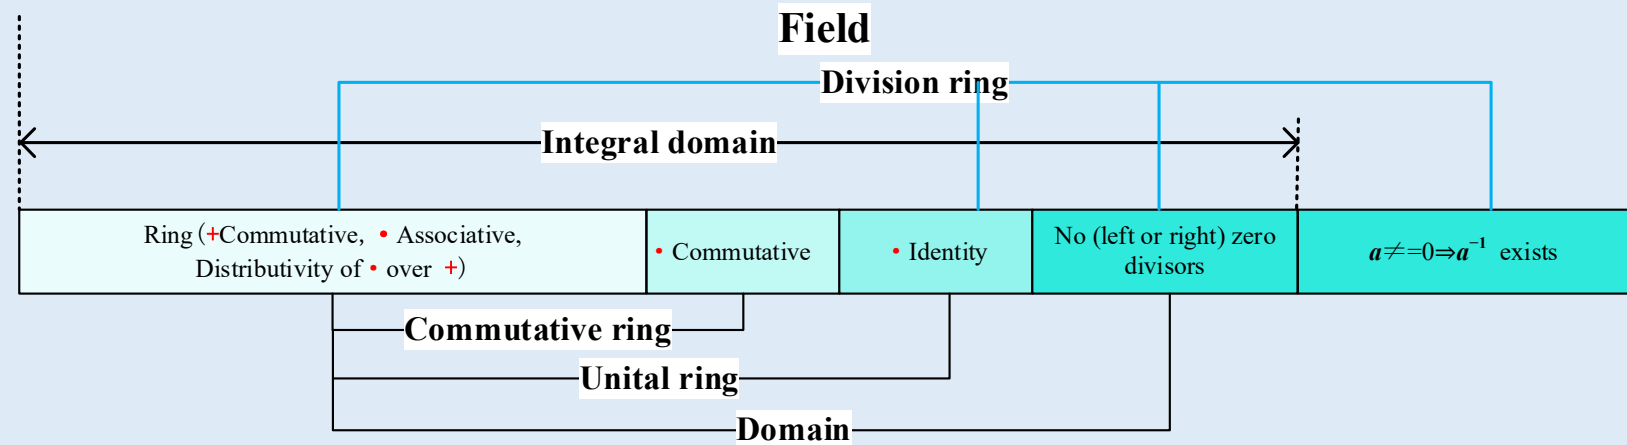 Field
Division ring
Integral domain
Ring (+Commutative, • Associative,
Distributivity of • over +)
• Commutative
• Identity
No (left or right) zero
divisors
a≠=0⇒a⁻¹ exists
Commutative ring
Unital ring
Domain